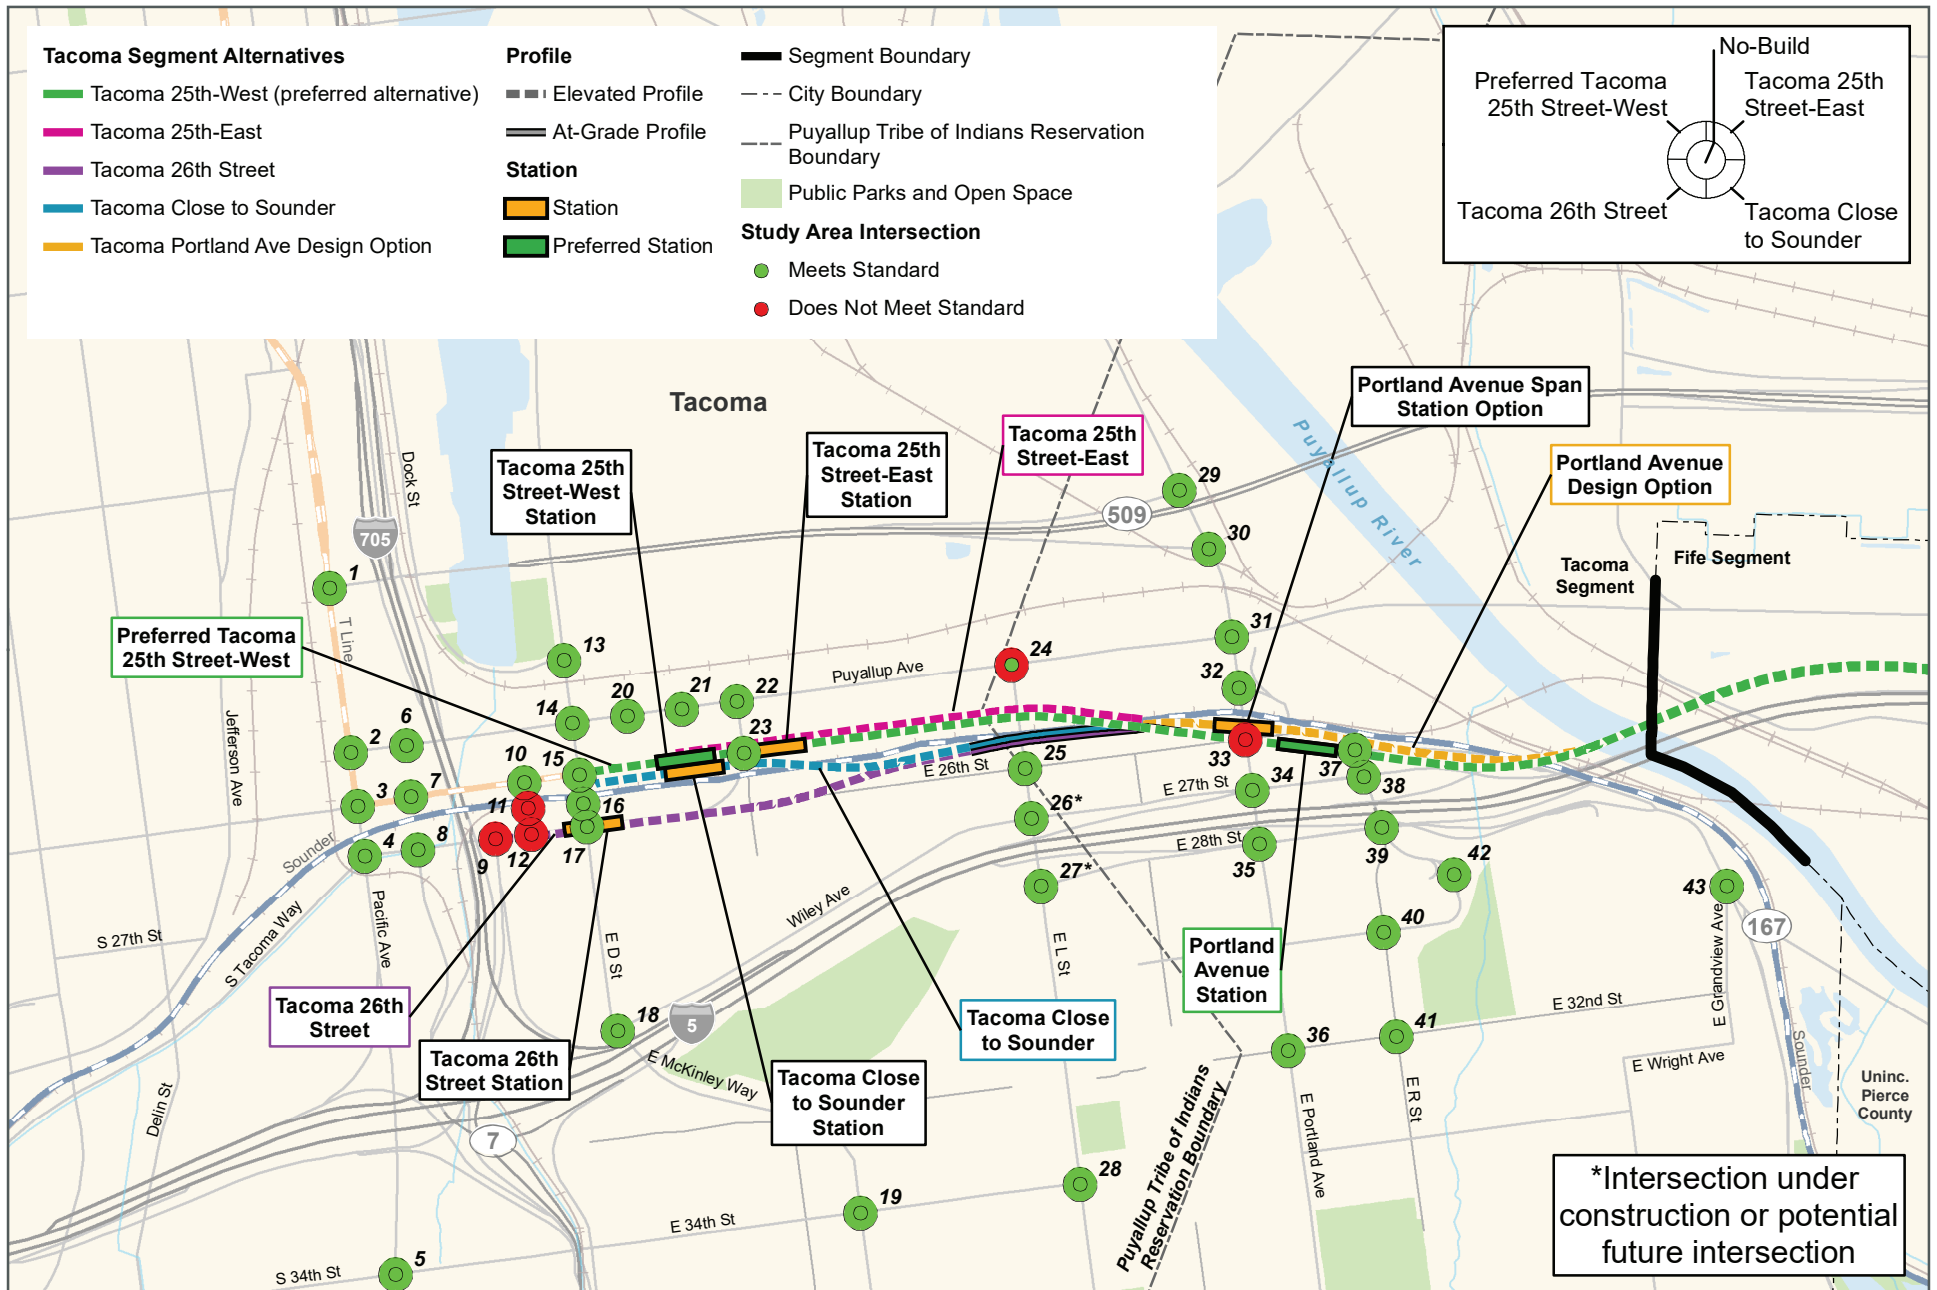 Tacoma Segment Alternatives
Tacoma 25th-West (preferred alternative)
Tacoma 25th-East
Tacoma 26th Street
Tacoma Close to Sounder
Tacoma Portland Ave Design Option
Profile
Elevated Profile
At-Grade Profile
Station
Station
Preferred Station
Segment Boundary
City Boundary
Puyallup Tribe of Indians Reservation
Boundary
Public Parks and Open Space
Study Area Intersection
Meets Standard
Does Not Meet Standard
No-Build
Preferred Tacoma
25th Street-West
Tacoma 25th
Street-East
Tacoma 26th Street
Tacoma Close
to Sounder
Tacoma
Portland Avenue Span
Station Option
Tacoma 25th
Street-East
Tacoma 25th
Street-East
Station
Tacoma 25th
Street-West
Station
Portland Avenue
Design Option
Puyallup River
Dock St
705
509
29
30
Tacoma
Segment
Fife Segment
1
T Line
Preferred Tacoma
25th Street-West
13
31
24
32
Puyallup Ave
14
20
21
22
23
6
2
10
15
Jefferson Ave
33
37
25
E 26th St
E 27th St
34
38
3
7
11
16
26*
4
8
9
12
17
E 28th St
35
39
42
27*
Sounder
43
167
Wiley Ave
Pacific Ave
S 27th St
S Tacoma Way
E D St
E L St
40
Portland
Avenue
Station
E Grandview Ave
Tacoma 26th
Street
18
5
Tacoma Close
to Sounder
E 32nd St
36
41
Tacoma 26th
Street Station
E McKinley Way
Tacoma Close
to Sounder
Station
E Wright Ave
Sounder
Uninc.
Pierce
County
Delin St
7
Puyallup Tribe of Indians
Reservation Boundary
E Portland Ave
E R St
28
19
E 34th St
5
S 34th St
*Intersection under
construction or potential
future intersection